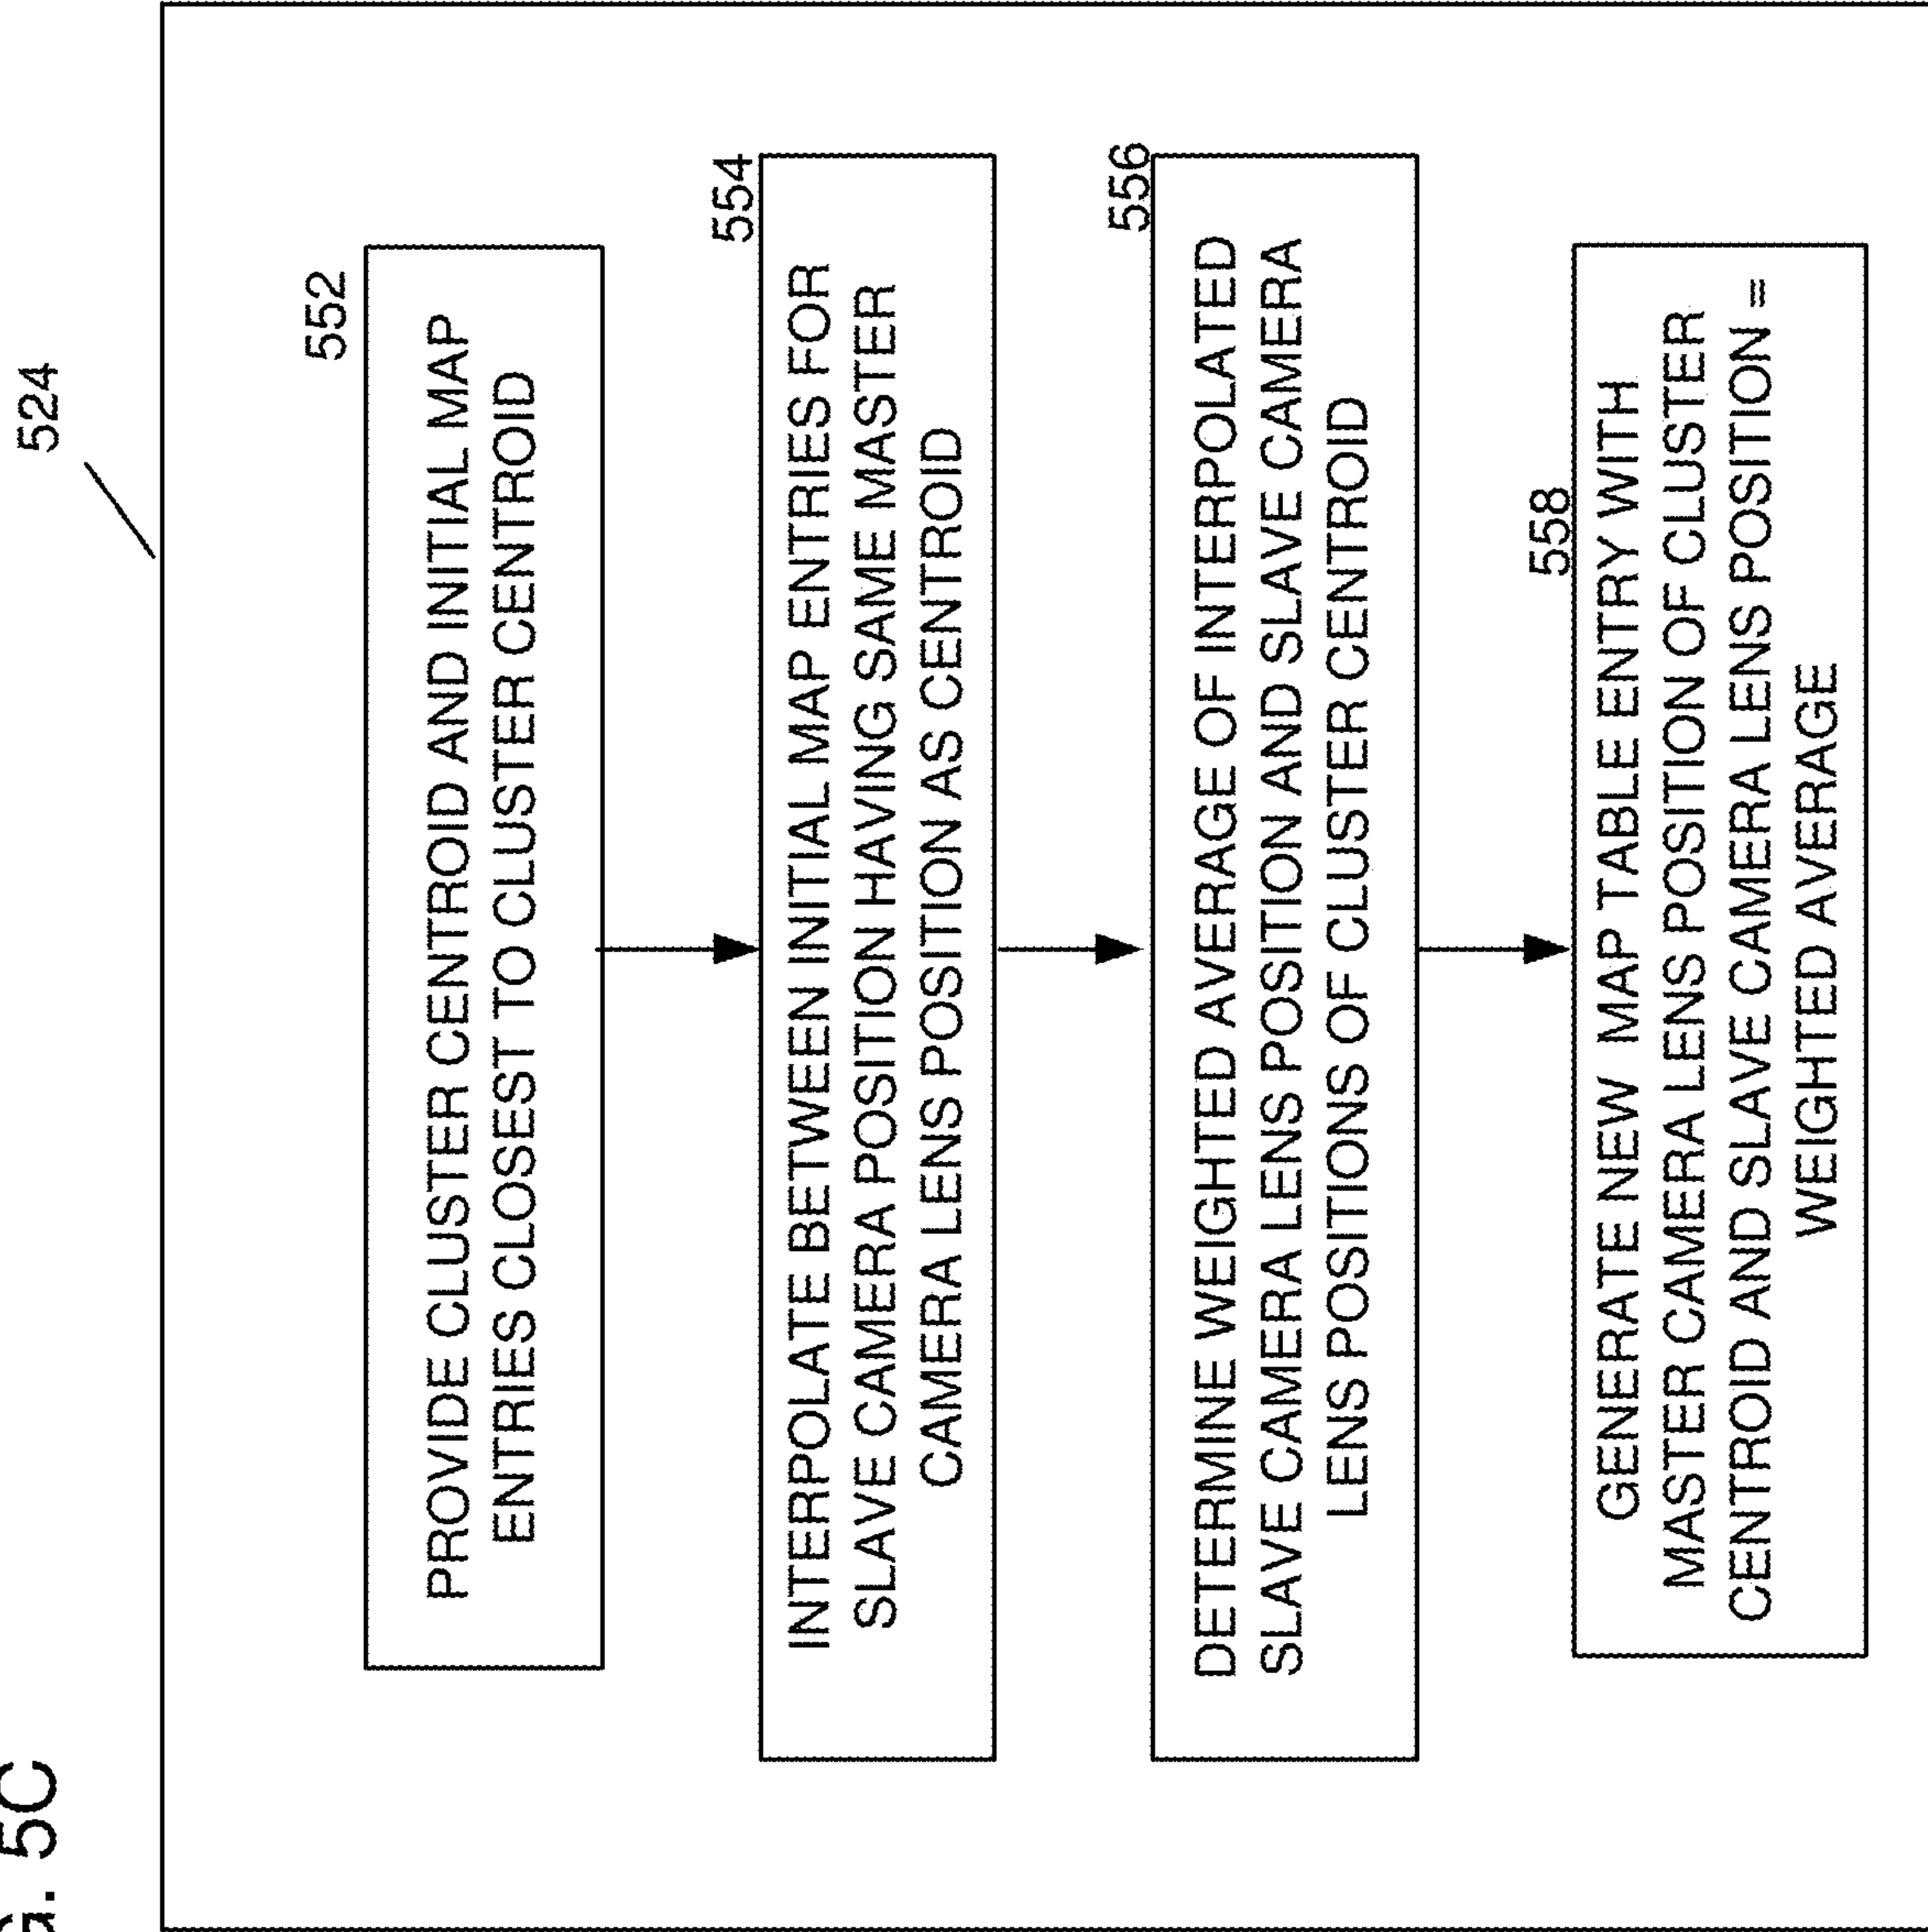 524
552
PROVIDE CLUSTER CENTROID AND INITIAL MAP
ENTRIES CLOSEST TO CLUSTER CENTROID
554
INTERPOLATE BETWEEN INITIAL MAP ENTRIES FOR
SLAVE CAMERA POSITION HAVING SAME MASTER
CAMERA LENS POSITION AS CENTROID
556
DETERMINE WEIGHTED AVERAGE OF INTERPOLATED
SLAVE CAMERA LENS POSITION AND SLAVE CAMERA
LENS POSITIONS OF CLUSTER CENTROID
558
GENERATE NEW MAP TABLE ENTRY WITH
MASTER CAMERA LENS POSITION OF CLUSTER
CENTROID AND SLAVE CAMERA LENS POSITION =
WEIGHTED AVERAGE
G. 5C